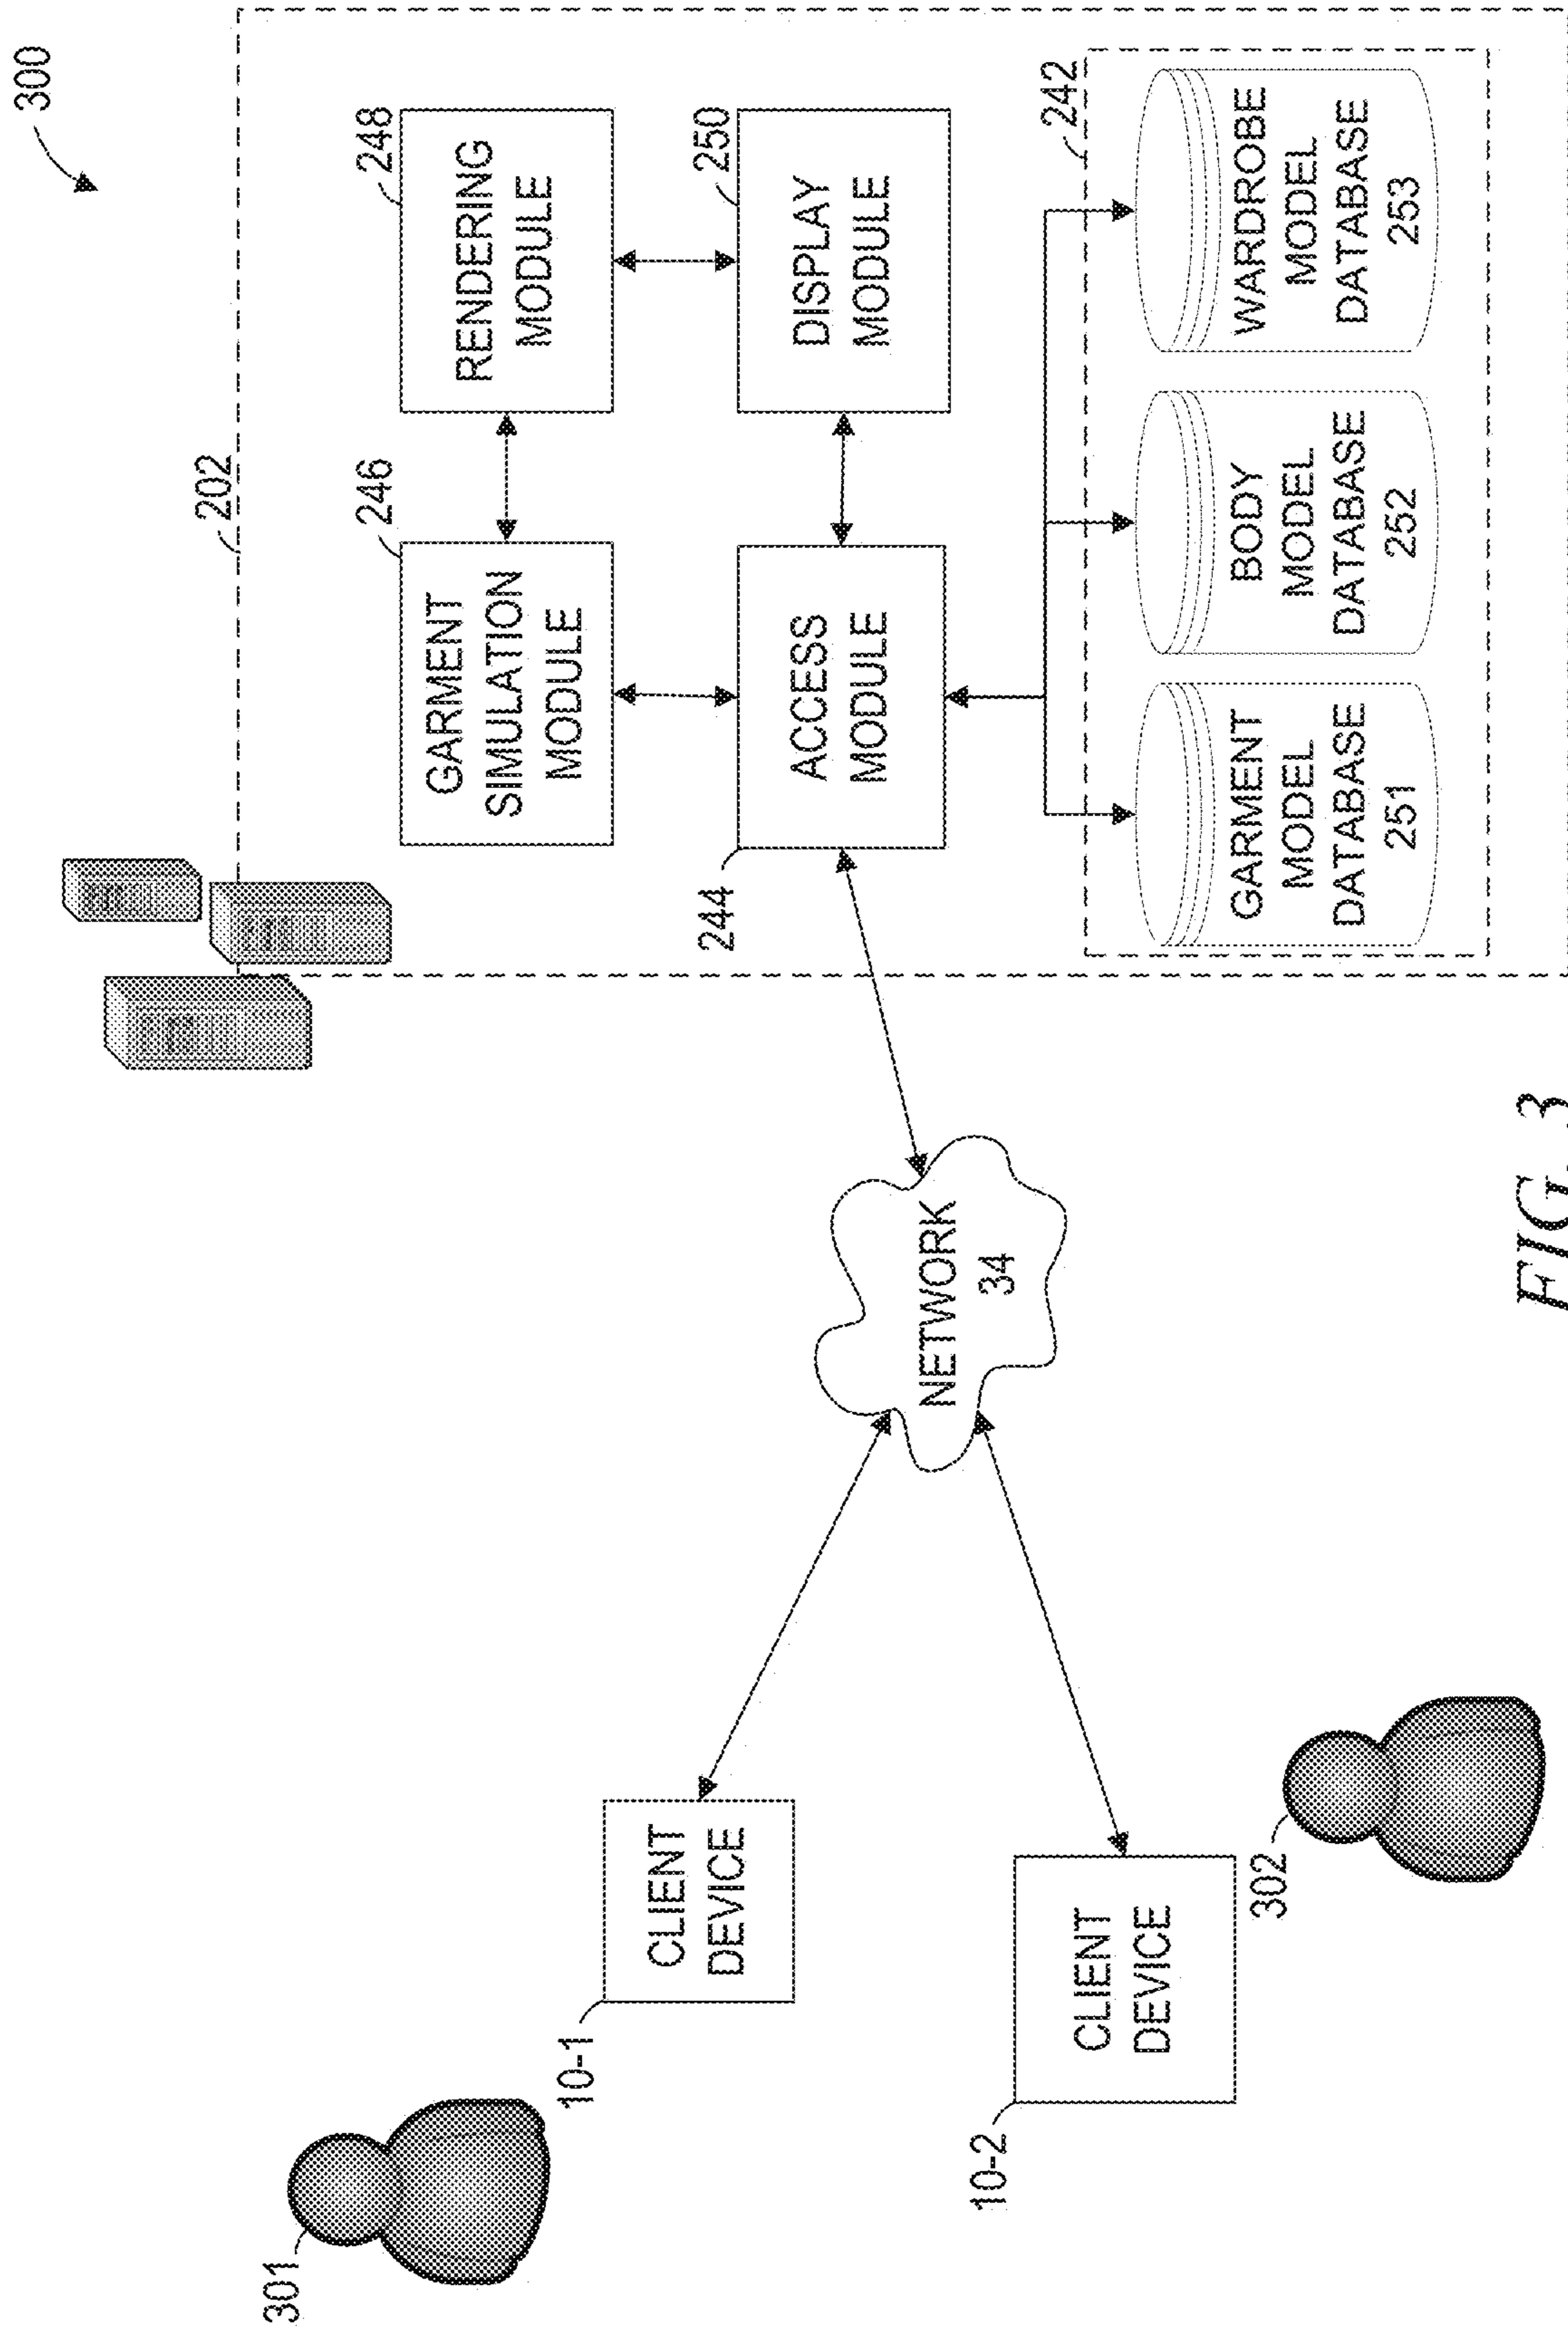 300
202
246
GARMENT
SIMULATION
MODULE
248
RENDERING
MODULE
244
ACCESS
MODULE
250
DISPLAY
MODULE
242
GARMENT
MODEL
DATABASE
251
BODY
MODEL
DATABASE
252
WARDROBE
MODEL
DATABASE
253
NETWORK
34
301
10-1
CLIENT
DEVICE
10-2
CLIENT
DEVICE
302
FIG. 3